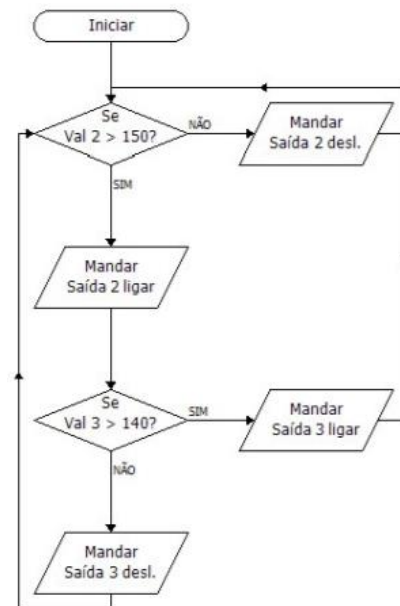 Iniciar
Se
Val 2 > 150?
NÃO
Mandar
Saída 2 desl.
SIM
Mandar
Saída 2 ligar
Se
Val 3 > 140?
SIM
Mandar
Saída 3 ligar
NÃO
Mandar
Saída 3 desl.